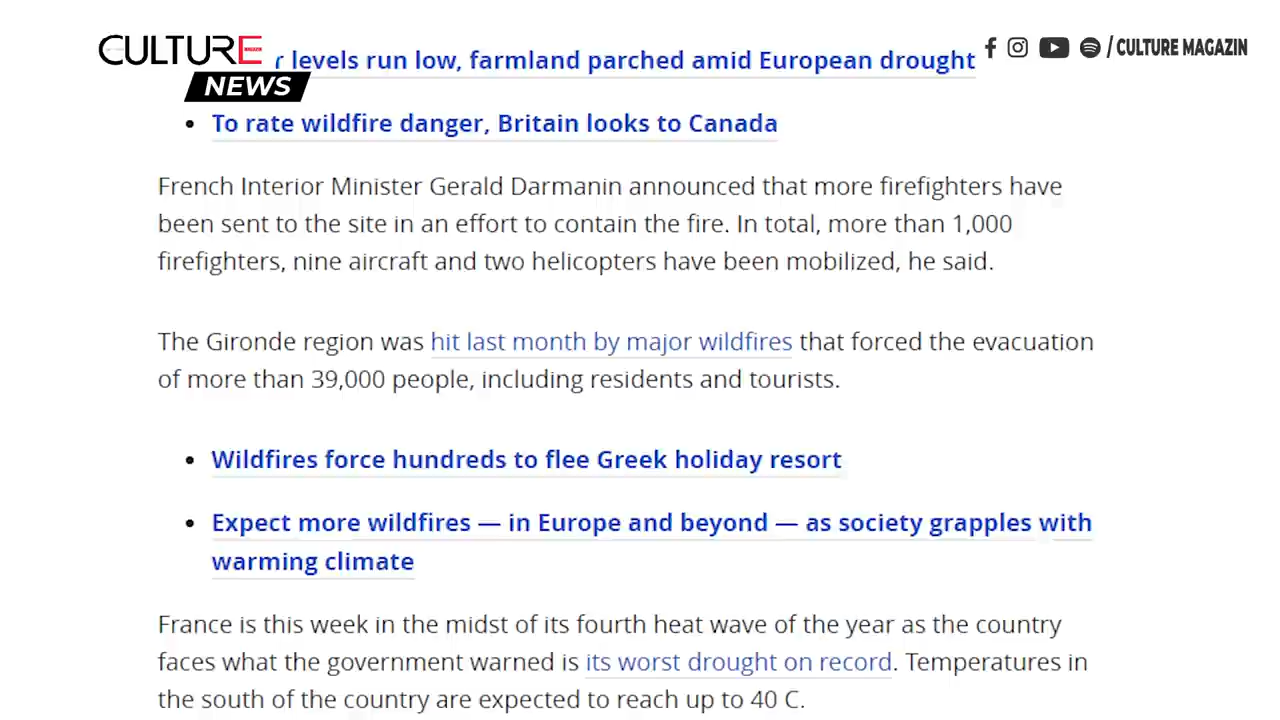 CULTURE
NEWS
r levels run low, farmland parched amid European drought
/ CULTURE MAGAZIN
• To rate wildfire danger, Britain looks to Canada
French Interior Minister Gerald Darmanin announced that more firefighters have
been sent to the site in an effort to contain the fire. In total, more than 1,000
firefighters, nine aircraft and two helicopters have been mobilized, he said.
The Gironde region was hit last month by major wildfires that forced the evacuation
of more than 39,000 people, including residents and tourists.
• Wildfires force hundreds to flee Greek holiday resort
• Expect more wildfires — in Europe and beyond — as society grapples with
warming climate
France is this week in the midst of its fourth heat wave of the year as the country
faces what the government warned is its worst drought on record. Temperatures in
the south of the country are expected to reach up to 40 C.